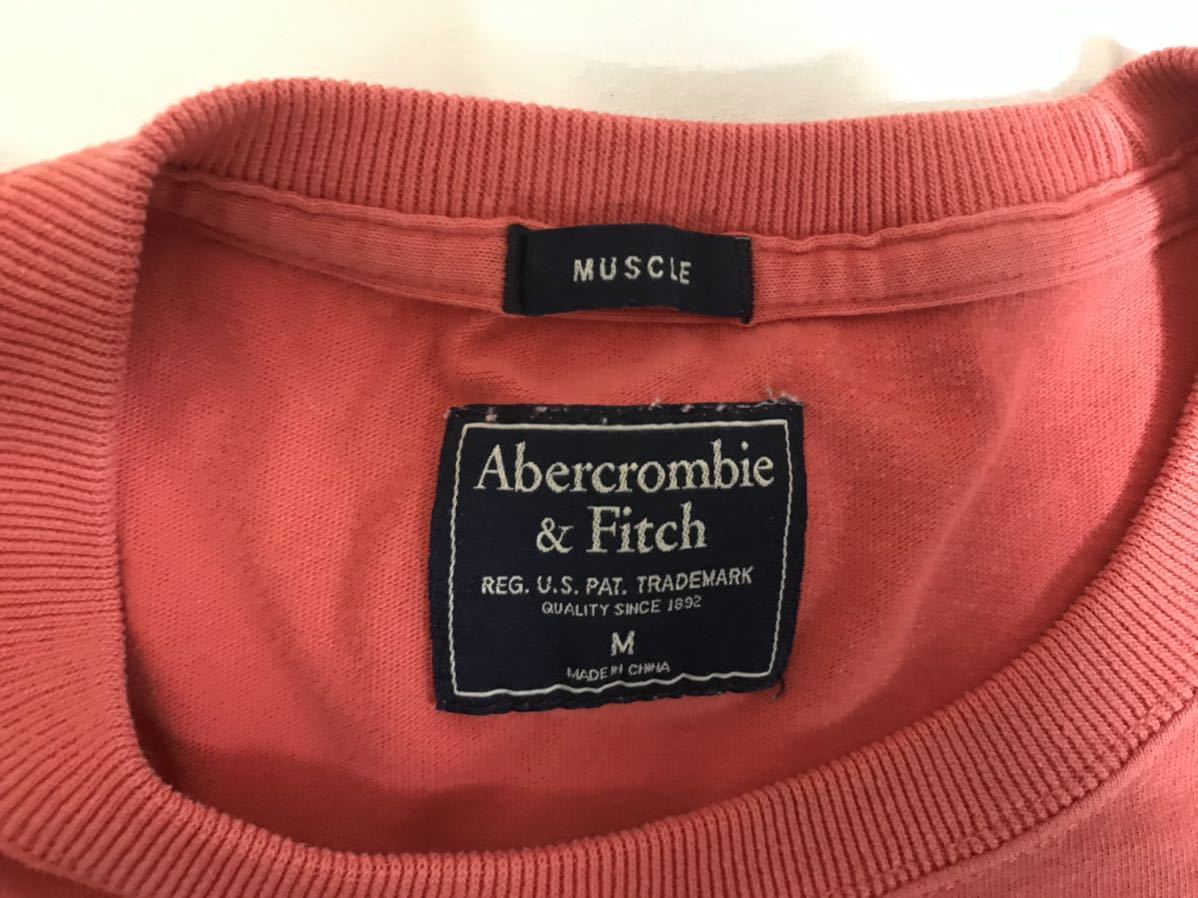 MUSCLE
Abercrombie
& Fitch
REG. U.S. PAT. TRADEMARK
QUALITY SINCE 1892
M
MADE IN CHINA